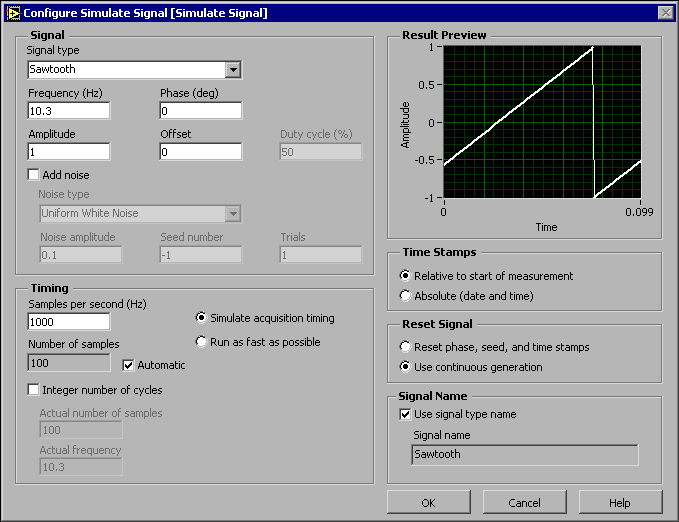 Configure Simulate Signal [Simulate Signal]
Signal
Signal type
Sawtooth
Frequency (Hz) Phase (deg)
10.3 0
Amplitude Offset Duty cycle (%)
1 0 50
Add noise
Noise type
Uniform White Noise
Noise amplitude Seed number Trials
0.1 -1 1
Timing
Samples per second (Hz)
1000
Simulate acquisition timing
Run as fast as possible
Number of samples
100
Automatic
Integer number of cycles
Actual number of samples
100
Actual frequency
10.3
Result Preview
Amplitude
1
0.5
0
-0.5
-1
0 0.099
Time
Time Stamps
Relative to start of measurement
Absolute (date and time)
Reset Signal
Reset phase, seed, and time stamps
Use continuous generation
Signal Name
Use signal type name
Signal name
Sawtooth
OK Cancel Help